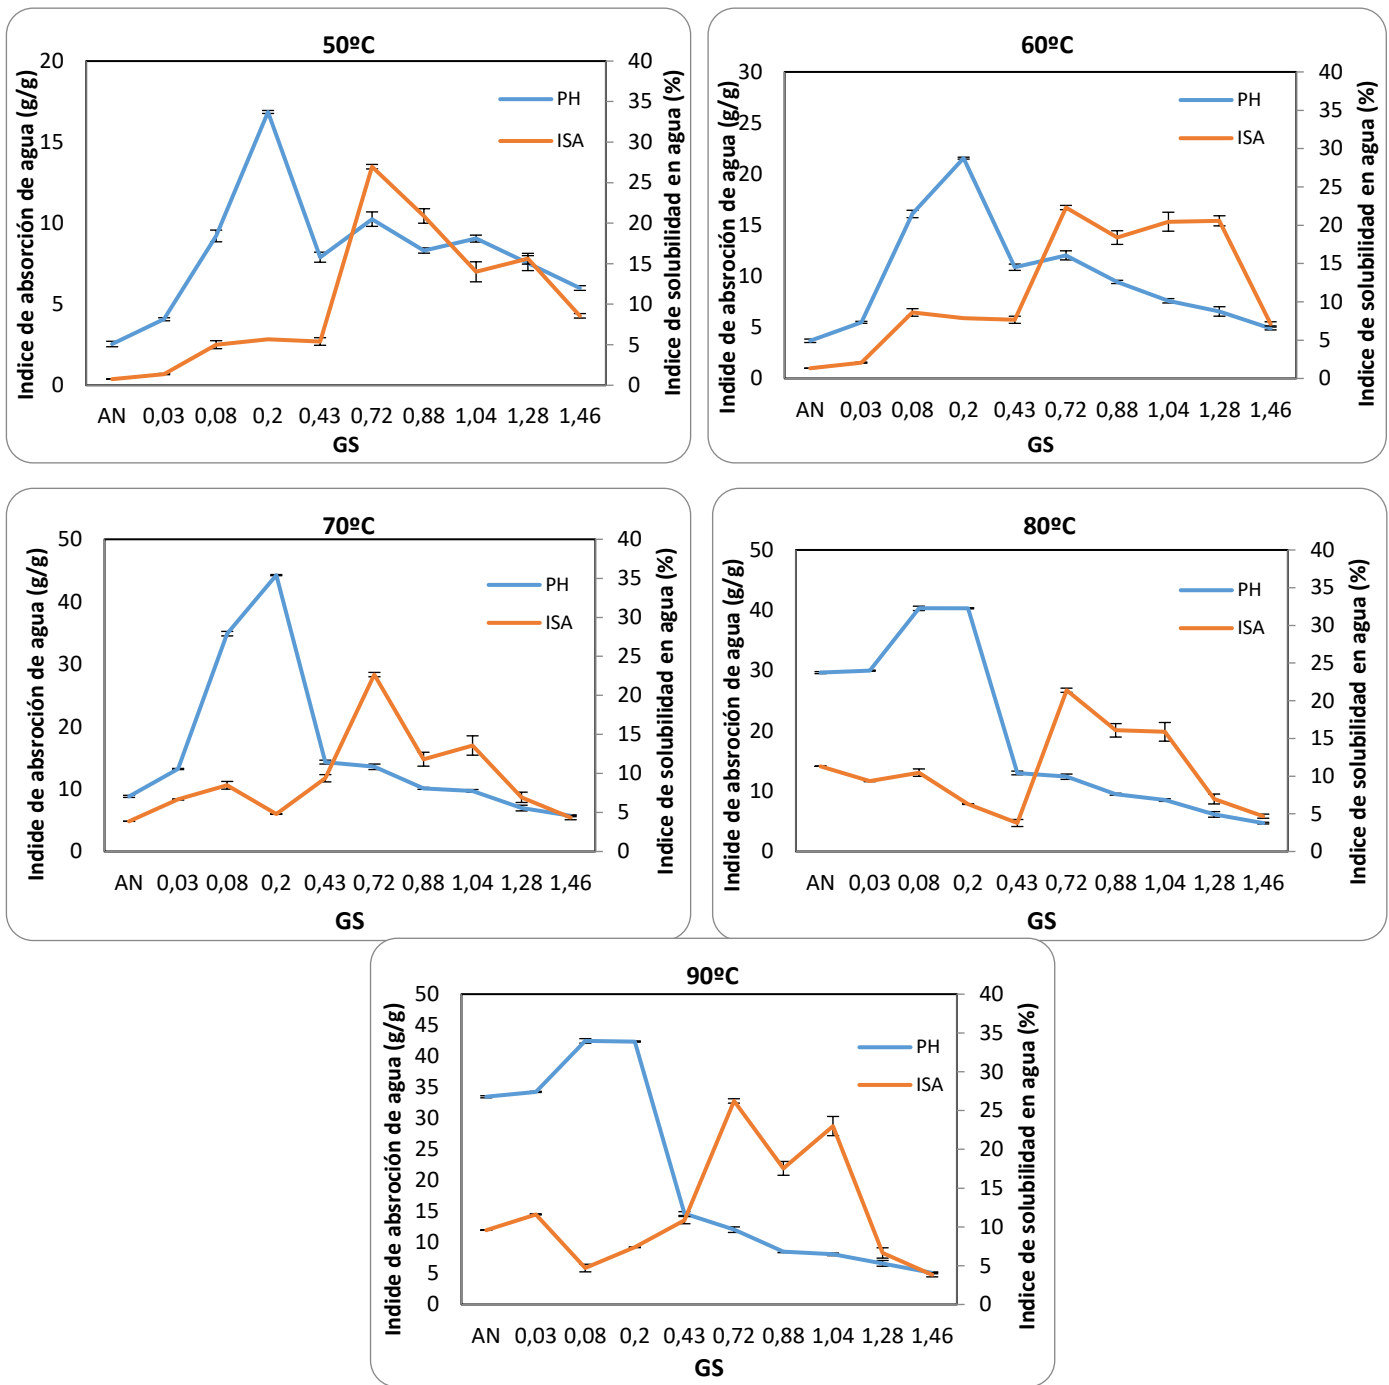 50ºC
Indice de absorción de agua (g/g)
20
15
10
5
0
40
35
30
25
20
15
10
5
0
Indice de solubilidad en agua (%)
PH
ISA
AN 0,03 0,08 0,2 0,43 0,72 0,88 1,04 1,28 1,46
GS
60ºC
Indide de absroción de agua (g/g)
30
25
20
15
10
5
0
40
35
30
25
20
15
10
5
0
Indice de solubilidad en agua (%)
PH
ISA
AN 0,03 0,08 0,2 0,43 0,72 0,88 1,04 1,28 1,46
GS
70ºC
Indide de absroción de agua (g/g)
50
40
30
20
10
0
40
35
30
25
20
15
10
5
0
Indice de solubilidad en agua (%)
PH
ISA
AN 0,03 0,08 0,2 0,43 0,72 0,88 1,04 1,28 1,46
GS
80ºC
Indide de absroción de agua (g/g)
50
40
30
20
10
0
40
35
30
25
20
15
10
5
0
Indice de solubilidad en agua (%)
PH
ISA
AN 0,03 0,08 0,2 0,43 0,72 0,88 1,04 1,28 1,46
GS
90ºC
Indide de absroción de agua (g/g)
50
45
40
35
30
25
20
15
10
5
0
40
35
30
25
20
15
10
5
0
Indice de solubilidad en agua (%)
PH
ISA
AN 0,03 0,08 0,2 0,43 0,72 0,88 1,04 1,28 1,46
GS